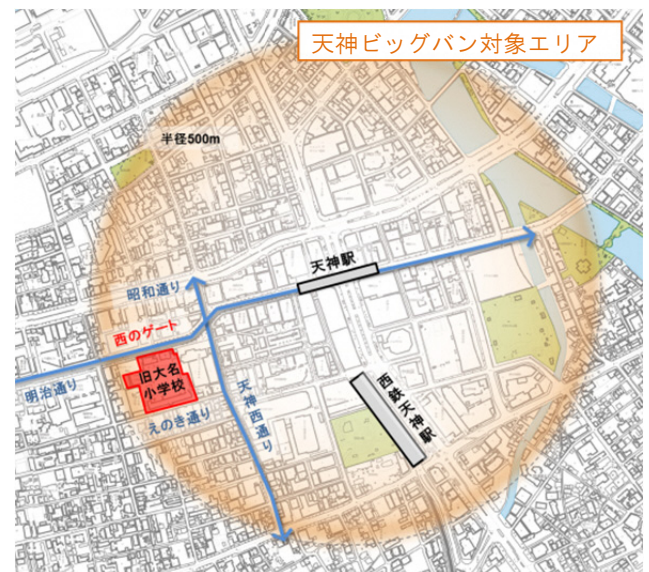 天神ビッグバン対象エリア
半径500m
天神駅
昭和通り
西のゲート
旧大名
小学校
明治通り
えのき通り
天神西通り
西鉄天神駅